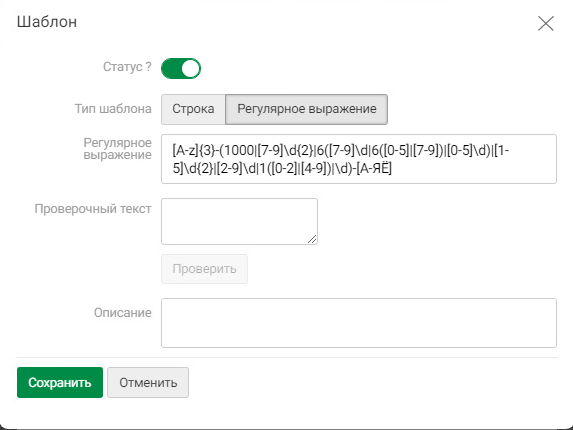 Шаблон
Статус ?
Тип шаблона
Строка
Регулярное выражение
Регулярное
выражение
[A-z]{3}-(1000|[7-9]\d{2}|6([7-9]\d|6([0-5]|[7-9])|[0-5]\d)|[1-
5]\d{2}|[2-9]\d|1([0-2]|[4-9])|\d)-[А-ЯЁ]
Проверочный текст
Проверить
Описание
Сохранить
Отменить